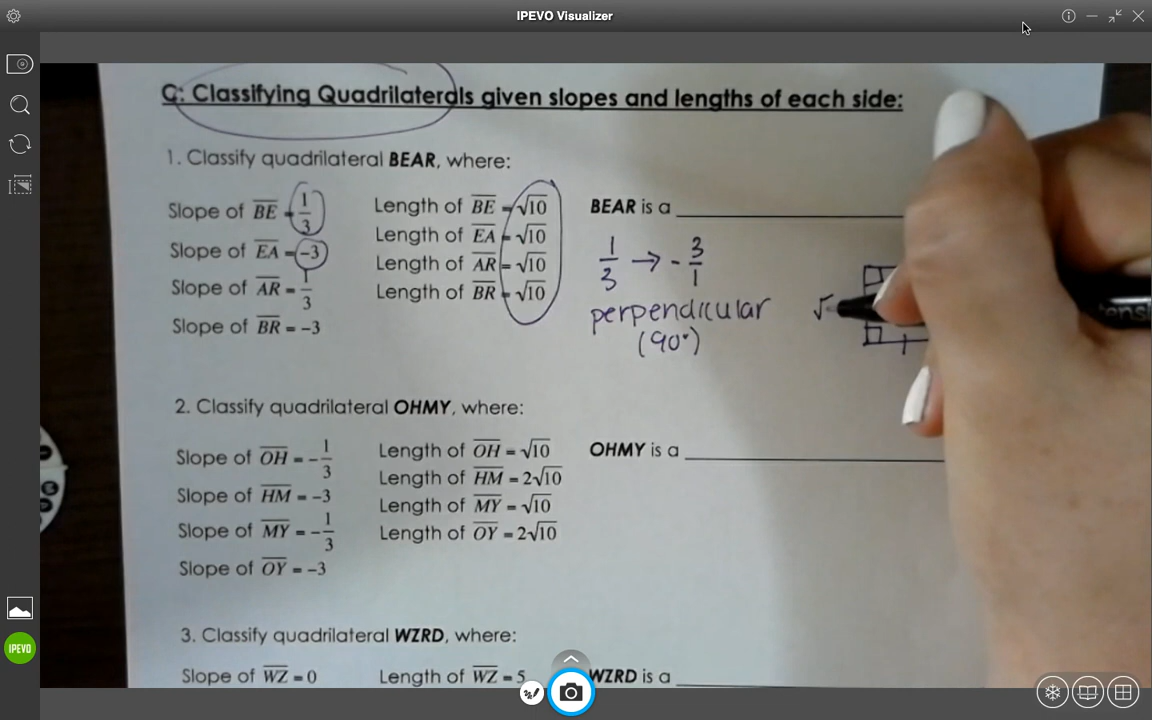 IPEVO Visualizer
C: Classifying Quadrilaterals given slopes and lengths of each side:
1. Classify quadrilateral BEAR, where:
Slope of BE = 1/3
Length of BE = √10
BEAR is a
Slope of EA = -3
Length of EA = √10
1/3 → -3/1
Slope of AR = 1/3
Length of AR = √10
perpendicular
Slope of BR = -3
Length of BR = √10
(90°)
√
2. Classify quadrilateral OHMY, where:
Slope of OH = -1/3
Length of OH = √10
OHMY is a
Slope of HM = -3
Length of HM = 2√10
Slope of MY = -1/3
Length of MY = √10
Slope of OY = -3
Length of OY = 2√10
3. Classify quadrilateral WZRD, where:
Slope of WZ = 0
Length of WZ = 5
WZRD is a
IPEVO